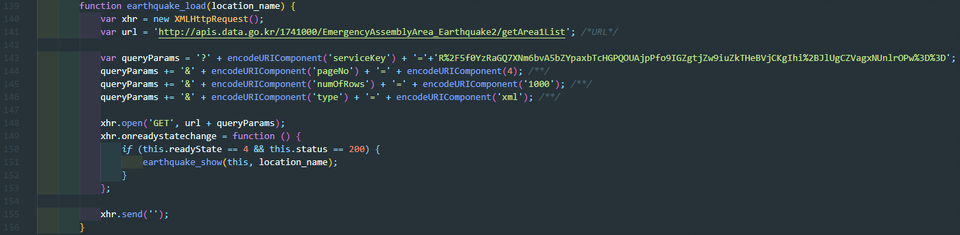 139 function earthquake_load(location_name) {
140 var xhr = new XMLHttpRequest();
141 var url = 'http://apis.data.go.kr/1741000/EmergencyAssemblyArea_Earthquake2/getArea1List'; /*URL*/
142
143 var queryParams = '?' + encodeURIComponent('serviceKey') + '='+'R%2F5f0YzRaGQ7XNm6bvA5bZYpaxbTcHGPQOUAjpPfo9IGZgtjZw9iuZkTHeBVjCKgIhi%2BJlUgCZVagxNUnlrOPw%3D%3D';
144 queryParams += '&' + encodeURIComponent('pageNo') + '=' + encodeURIComponent(4); /**/
145 queryParams += '&' + encodeURIComponent('numOfRows') + '=' + encodeURIComponent('1000'); /**/
146 queryParams += '&' + encodeURIComponent('type') + '=' + encodeURIComponent('xml'); /**/
147
148 xhr.open('GET', url + queryParams);
149 xhr.onreadystatechange = function () {
150 if (this.readyState == 4 && this.status == 200) {
151 earthquake_show(this, location_name);
152 }
153 };
154
155 xhr.send('');
156 }